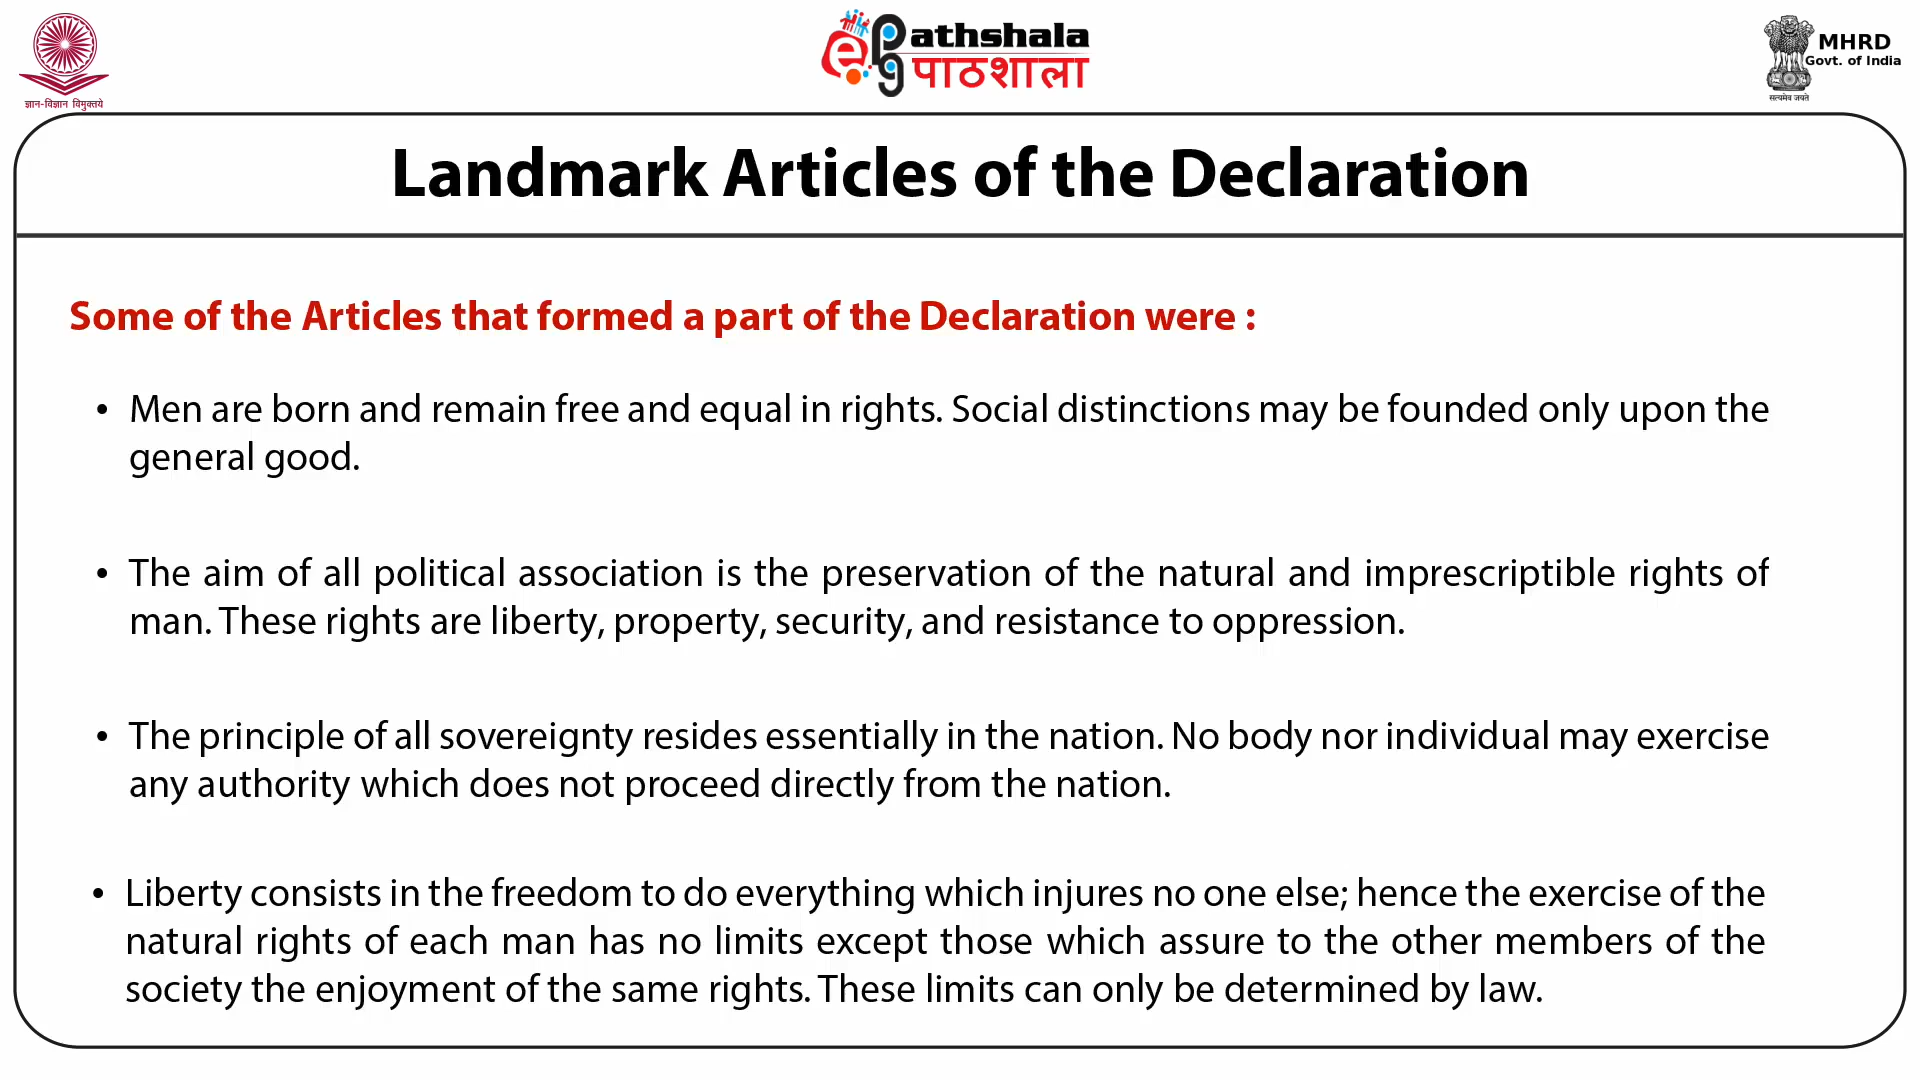 ज्ञान-विज्ञान विमुक्तये
ePathshala
पाठशाला
MHRD
Govt. of India
सत्यमेव जयते
Landmark Articles of the Declaration
Some of the Articles that formed a part of the Declaration were :
• Men are born and remain free and equal in rights. Social distinctions may be founded only upon the
general good.
• The aim of all political association is the preservation of the natural and imprescriptible rights of
man. These rights are liberty, property, security, and resistance to oppression.
• The principle of all sovereignty resides essentially in the nation. No body nor individual may exercise
any authority which does not proceed directly from the nation.
• Liberty consists in the freedom to do everything which injures no one else; hence the exercise of the
natural rights of each man has no limits except those which assure to the other members of the
society the enjoyment of the same rights. These limits can only be determined by law.